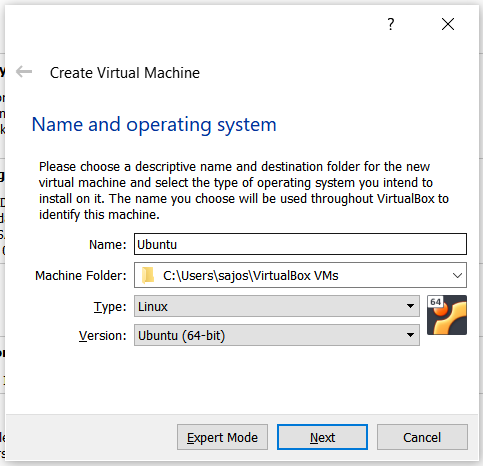 ?
Create Virtual Machine
Name and operating system
Please choose a descriptive name and destination folder for the new
virtual machine and select the type of operating system you intend to
install on it. The name you choose will be used throughout VirtualBox to
identify this machine.
Name: Ubuntu
Machine Folder: C:\Users\sajos\VirtualBox VMs
Type: Linux
64
Version: Ubuntu (64-bit)
Expert Mode Next Cancel